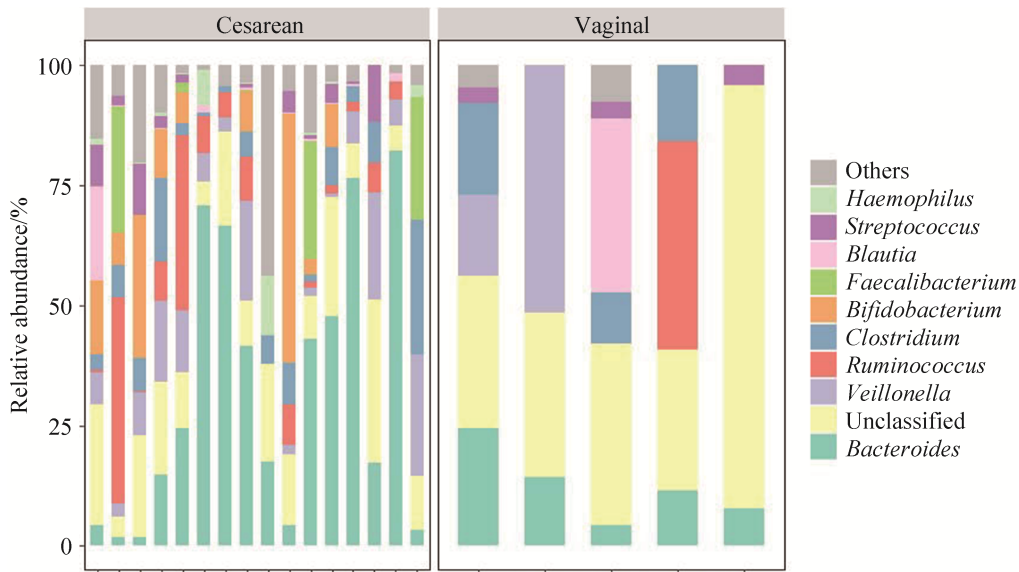 Cesarean
Vaginal
Relative abundance/%
100
75
50
25
0
Others
Haemophilus
Streptococcus
Blautia
Faecalibacterium
Bifidobacterium
Clostridium
Ruminococcus
Veillonella
Unclassified
Bacteroides